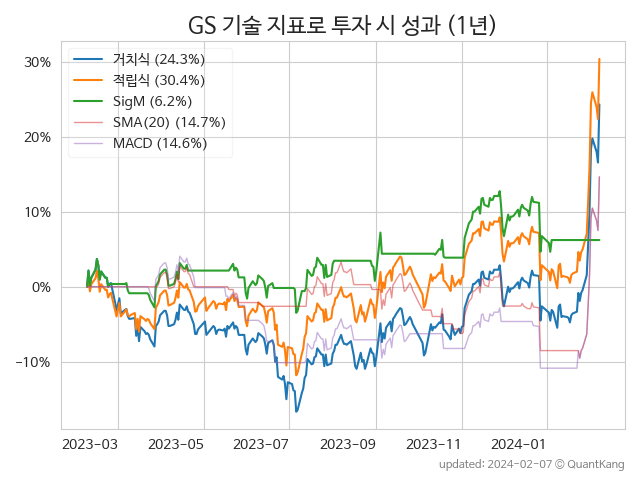 GS 기술 지표로 투자 시 성과 (1년)
거치식 (24.3%)
적립식 (30.4%)
SigM (6.2%)
SMA(20) (14.7%)
MACD (14.6%)
30%
20%
10%
0%
−10%
2023-03 2023-05 2023-07 2023-09 2023-11 2024-01
updated: 2024-02-07 © QuantKang